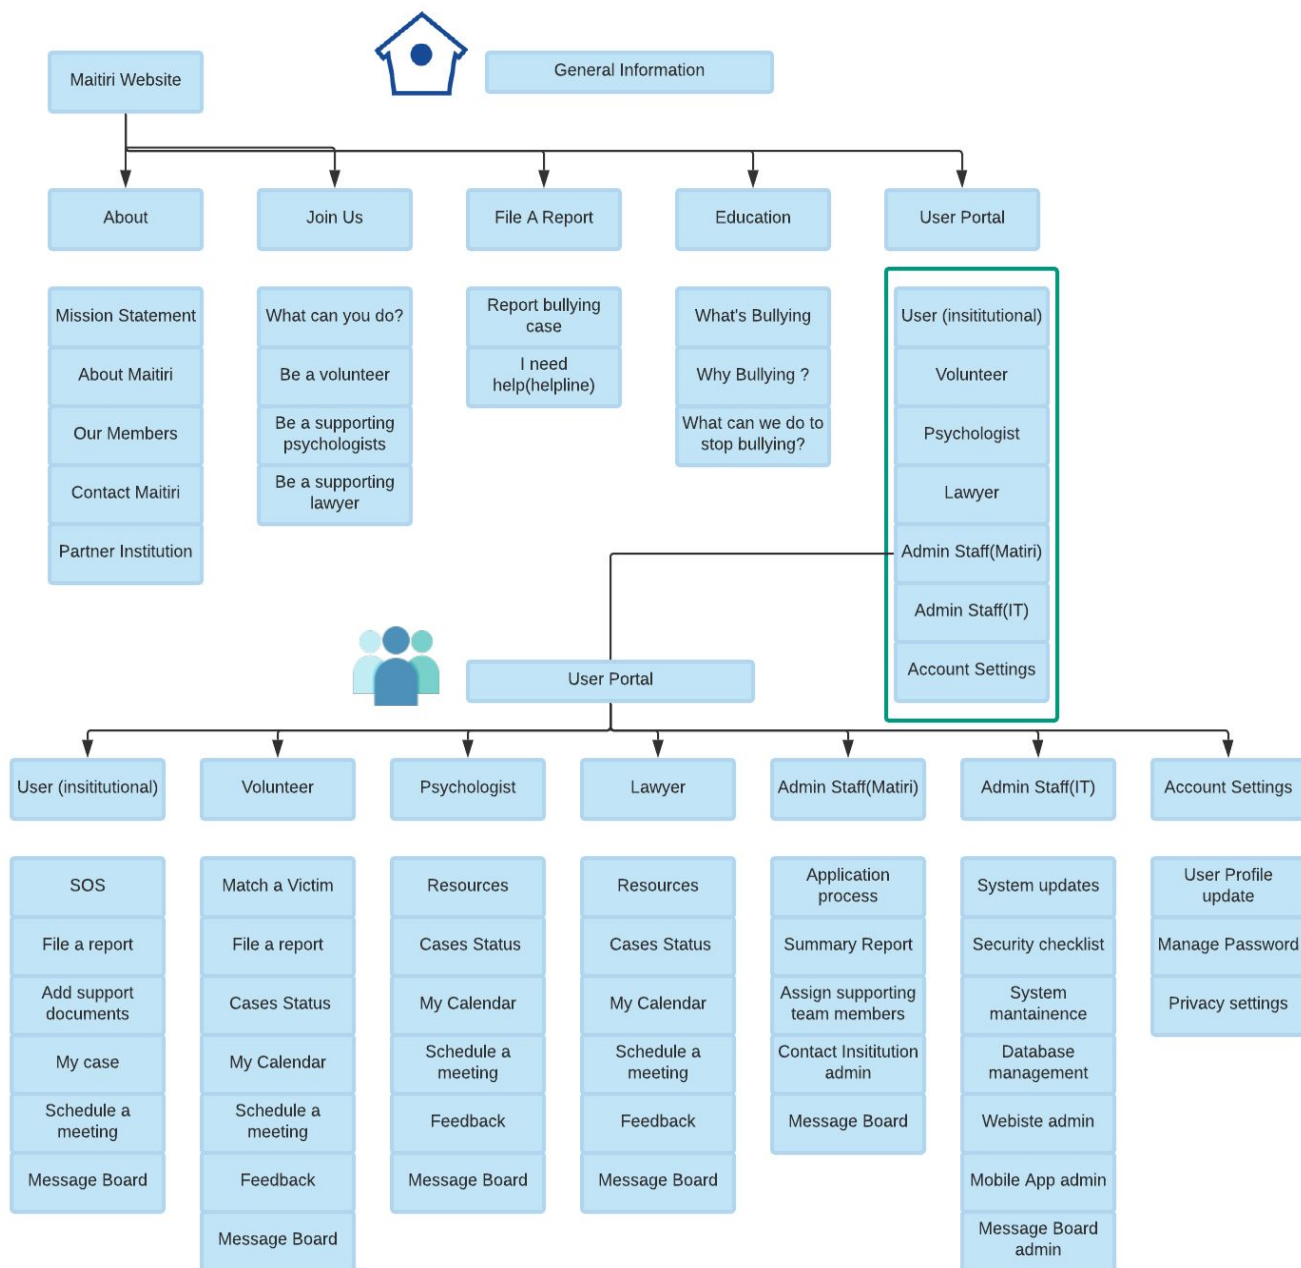 Maitiri Website
General Information
About
Join Us
File A Report
Education
User Portal
Mission Statement
About Maitiri
Our Members
Contact Maitiri
Partner Institution
What can you do?
Be a volunteer
Be a supporting
psychologists
Be a supporting
lawyer
Report bullying
case
I need
help(helpline)
What's Bullying
Why Bullying ?
What can we do to
stop bullying?
User (insititutional)
Volunteer
Psychologist
Lawyer
Admin Staff(Matiri)
Admin Staff(IT)
Account Settings
User Portal
User (insititutional)
Volunteer
Psychologist
Lawyer
Admin Staff(Matiri)
Admin Staff(IT)
Account Settings
SOS
File a report
Add support
documents
My case
Schedule a
meeting
Message Board
Match a Victim
File a report
Cases Status
My Calendar
Schedule a
meeting
Feedback
Message Board
Resources
Cases Status
My Calendar
Schedule a
meeting
Feedback
Message Board
Resources
Cases Status
My Calendar
Schedule a
meeting
Feedback
Message Board
Application
process
Summary Report
Assign supporting
team members
Contact Insititution
admin
Message Board
System updates
Security checklist
System
mantainence
Database
management
Webiste admin
Mobile App admin
Message Board
admin
User Profile
update
Manage Password
Privacy settings